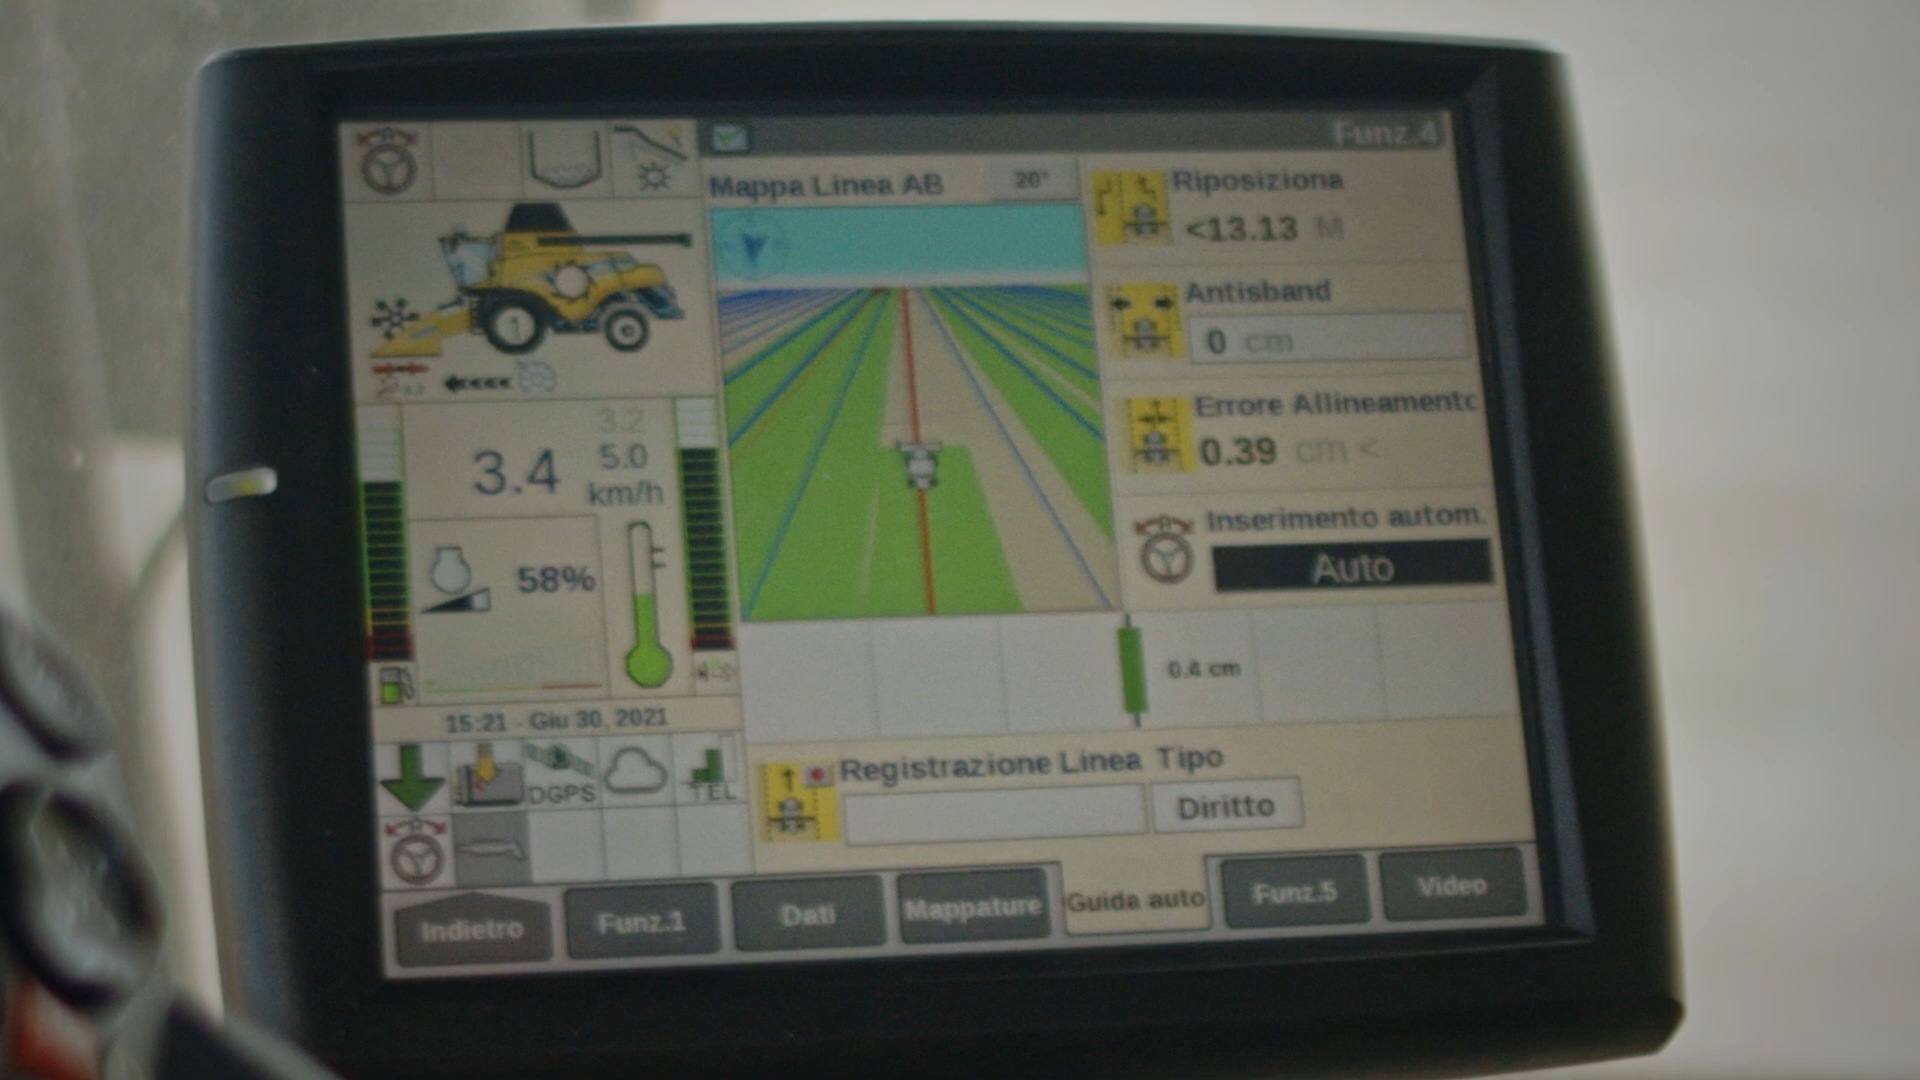 Funz.4
Mappa Linea AB
20°
Riposiziona
<13.13 M
Antisband
0 cm
Errore Allineamento
0.39 cm <
Inserimento autom.
Auto
1
3.2
3.4
5.0
km/h
58%
0.4 cm
15:21 - Giu 30, 2021
DGPS
TEL
Registrazione Linea
Tipo
Diritto
Indietro
Funz.1
Dati
Mappature
Guida auto
Funz.5
Video